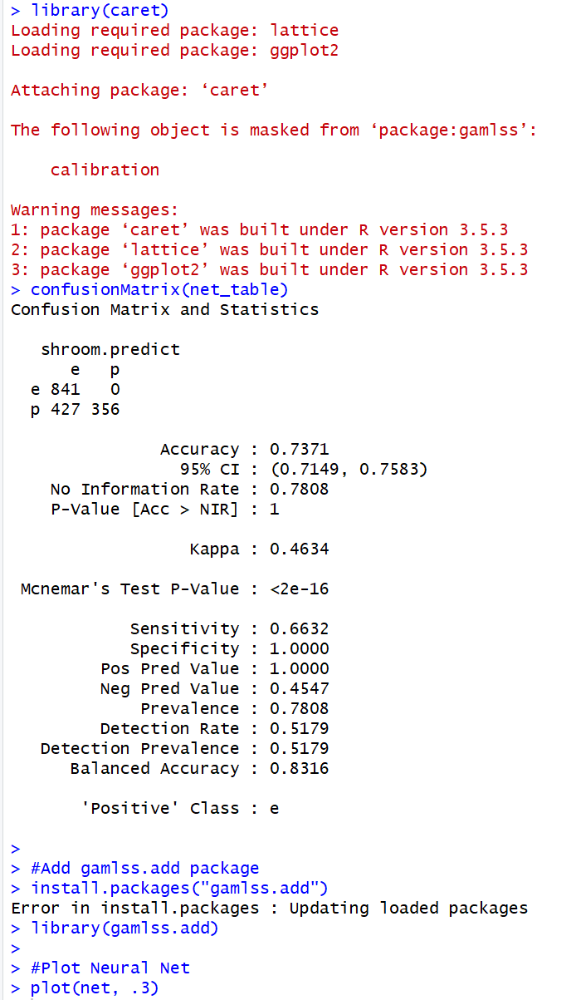 > library(caret)
Loading required package: lattice
Loading required package: ggplot2

Attaching package: ‘caret’

The following object is masked from ‘package:gamlss’:

    calibration

Warning messages:
1: package ‘caret’ was built under R version 3.5.3
2: package ‘lattice’ was built under R version 3.5.3
3: package ‘ggplot2’ was built under R version 3.5.3
> confusionMatrix(net_table)
Confusion Matrix and Statistics

   shroom.predict
      e   p
  e 841   0
  p 427 356

               Accuracy : 0.7371
                 95% CI : (0.7149, 0.7583)
    No Information Rate : 0.7808
    P-Value [Acc > NIR] : 1

                  Kappa : 0.4634

 Mcnemar's Test P-Value : <2e-16

            Sensitivity : 0.6632
            Specificity : 1.0000
         Pos Pred Value : 1.0000
         Neg Pred Value : 0.4547
             Prevalence : 0.7808
         Detection Rate : 0.5179
   Detection Prevalence : 0.5179
      Balanced Accuracy : 0.8316

       'Positive' Class : e

>
> #Add gamlss.add package
> install.packages("gamlss.add")
Error in install.packages : Updating loaded packages
> library(gamlss.add)
>
> #Plot Neural Net
> plot(net, .3)